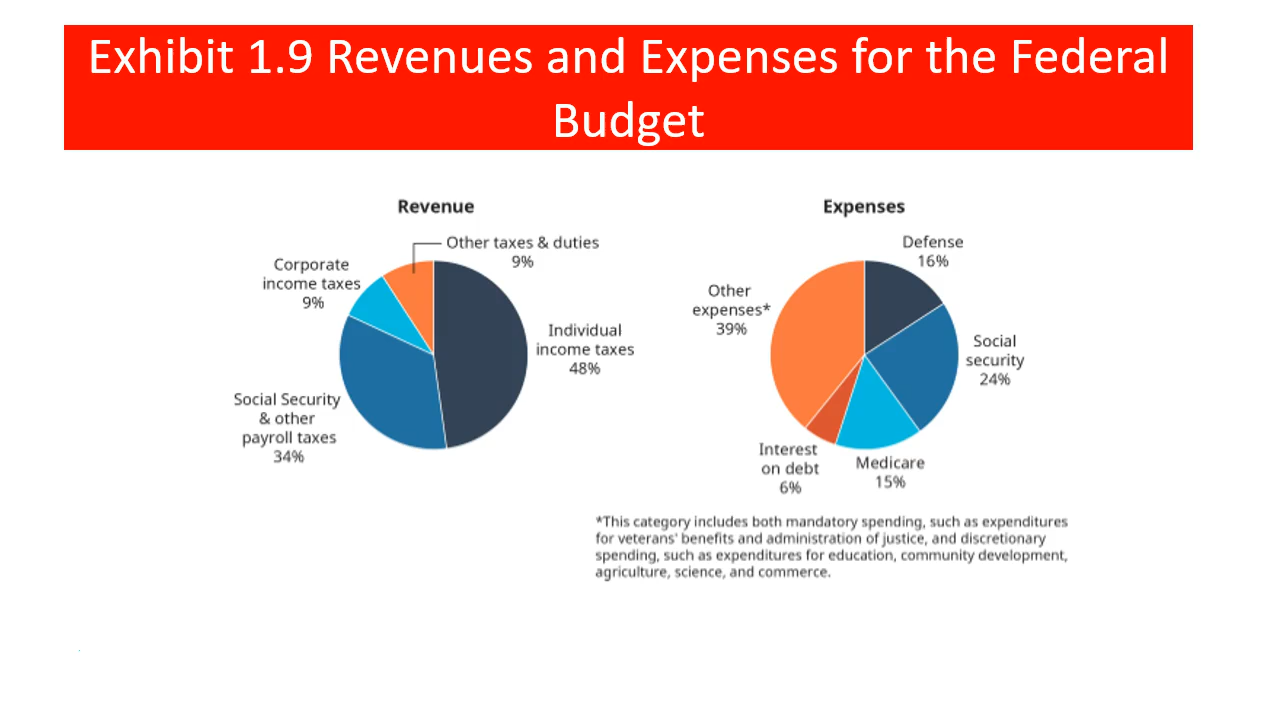 Exhibit 1.9 Revenues and Expenses for the Federal
Budget
Revenue
Other taxes & duties
9%
Corporate
income taxes
9%
Individual
income taxes
48%
Social Security
& other
payroll taxes
34%
Expenses
Defense
16%
Other
expenses*
39%
Social
security
24%
Interest
on debt
6%
Medicare
15%
*This category includes both mandatory spending, such as expenditures
for veterans' benefits and administration of justice, and discretionary
spending, such as expenditures for education, community development,
agriculture, science, and commerce.